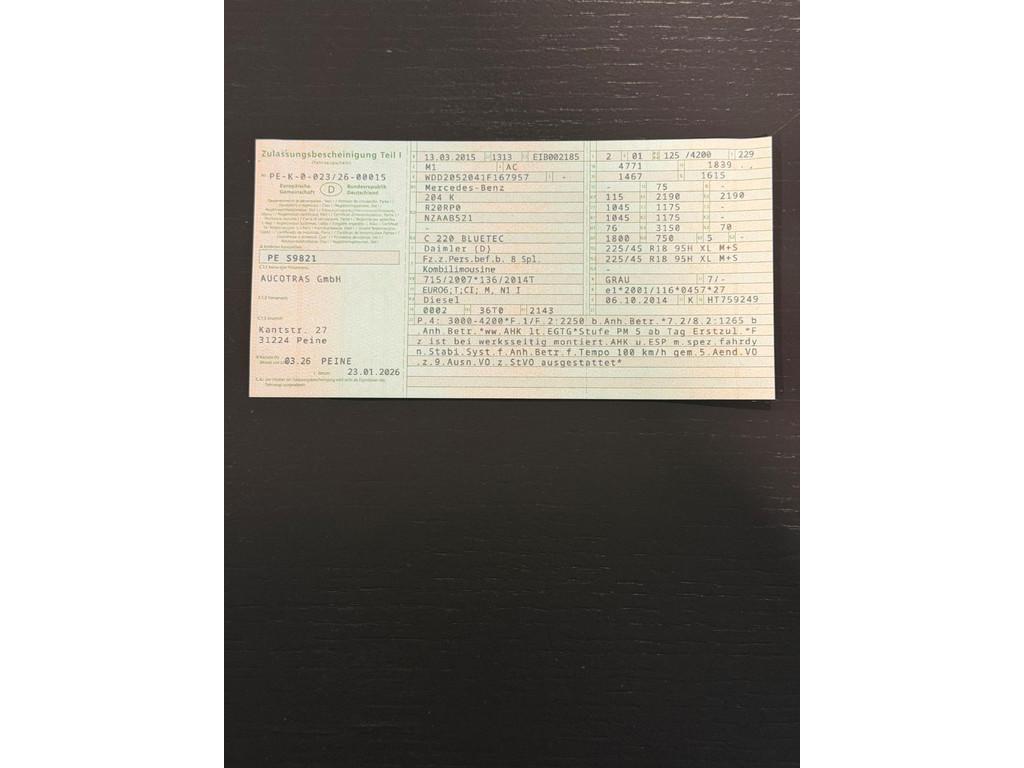 Zulassungsbescheinigung Teil I
(Fahrzeugschein)
PE-K-0-023/26-00015
Europäische Gemeinschaft
D
Bundesrepublik Deutschland
PE S9821
AUCOTRAS GmbH
Kantstr. 27
31224 Peine
03.26 PEINE
23.01.2026
13.03.2015 1313 EIB002185
M1 AC
WDD2052041F167957 -
Mercedes-Benz
204 K
R20RP0
NZAAB521
-
C 220 BLUETEC
Daimler (D)
Fz.z.Pers.bef.b. 8 Spl.
Kombilimousine
715/2007*136/2014T
EURO6;T;CI; M, N1 I
Diesel
0002 36T0 2143
2 01 125 /4200 229
4771 1839
1467 1615
- 75 -
115 2190 2190
1045 1175 -
1045 1175 -
76 3150 70
1800 750 5 -
225/45 R18 95H XL M+S
225/45 R18 95H XL M+S
-
GRAU 7/-
e1*2001/116*0457*27
06.10.2014 K HT759249
P.4: 3000-4200*F.1/F.2:2250 b
.Anh.Betr.*7.2/8.2:1265 b
.Anh.Betr.*ww.AHK lt.EGTG*Stufe PM 5 ab Tag Erstzul.*F
z ist bei werksseitig montiert.AHK u.ESP m.spez.fahrdy
n.Stabi.Syst.f.Anh.Betr.f.Tempo 100 km/h gem.5.Aend.VO
.z.9.Ausn.VO.z.StVO ausgestattet*